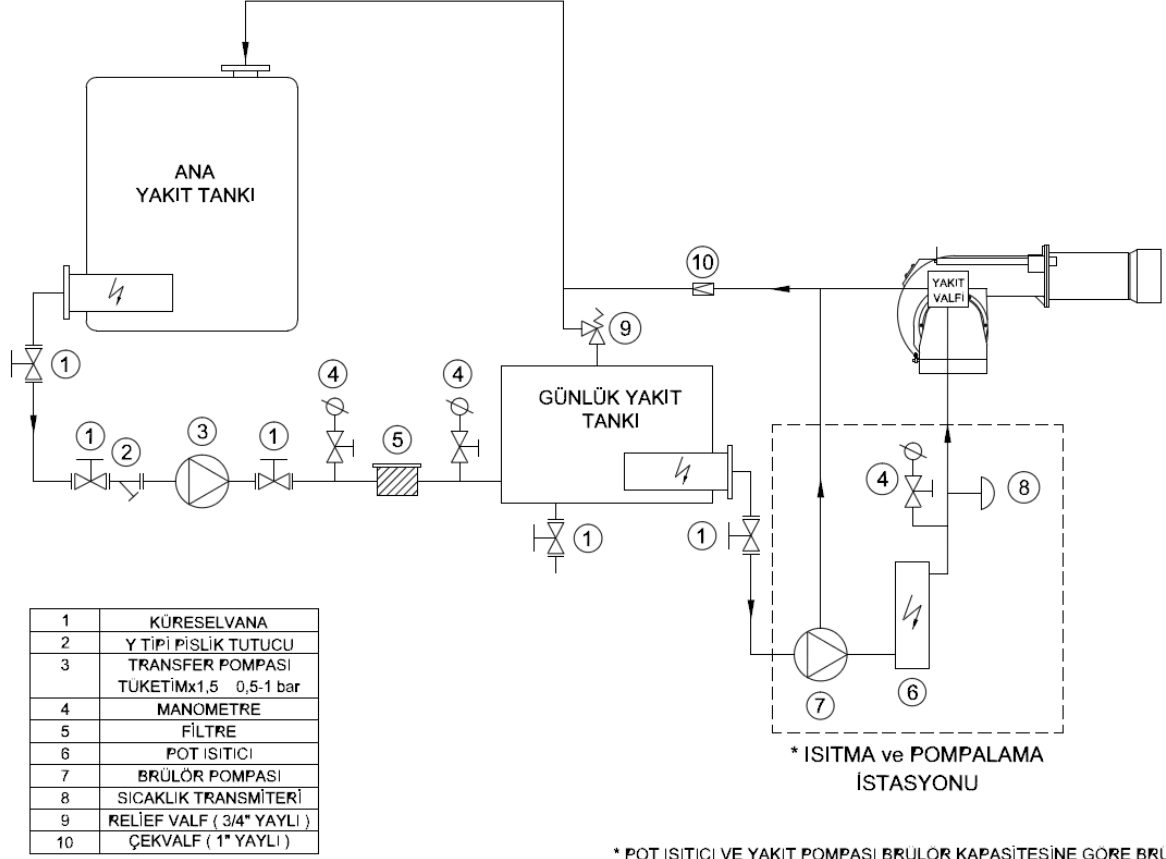 ANA
YAKIT TANKI
10
YAKIT
VALFİ
9
1
4
4
GÜNLÜK YAKIT
TANKI
1
2
3
1
5
4
8
1
1
7
6
* ISITMA ve POMPALAMA
İSTASYONU
1 KÜRESELVANA
2 Y TİPİ PİSLİK TUTUCU
3 TRANSFER POMPASI
TÜKETİMx1,5 0,5-1 bar
4 MANOMETRE
5 FİLTRE
6 POT ISITICI
7 BRÜLÖR POMPASI
8 SICAKLIK TRANSMİTERİ
9 RELİEF VALF ( 3/4" YAYLI )
10 ÇEKVALF ( 1" YAYLI )
* POT ISITICI VE YAKIT POMPASI BRÜLÖR KAPASİTESİNE GÖRE BRÜ